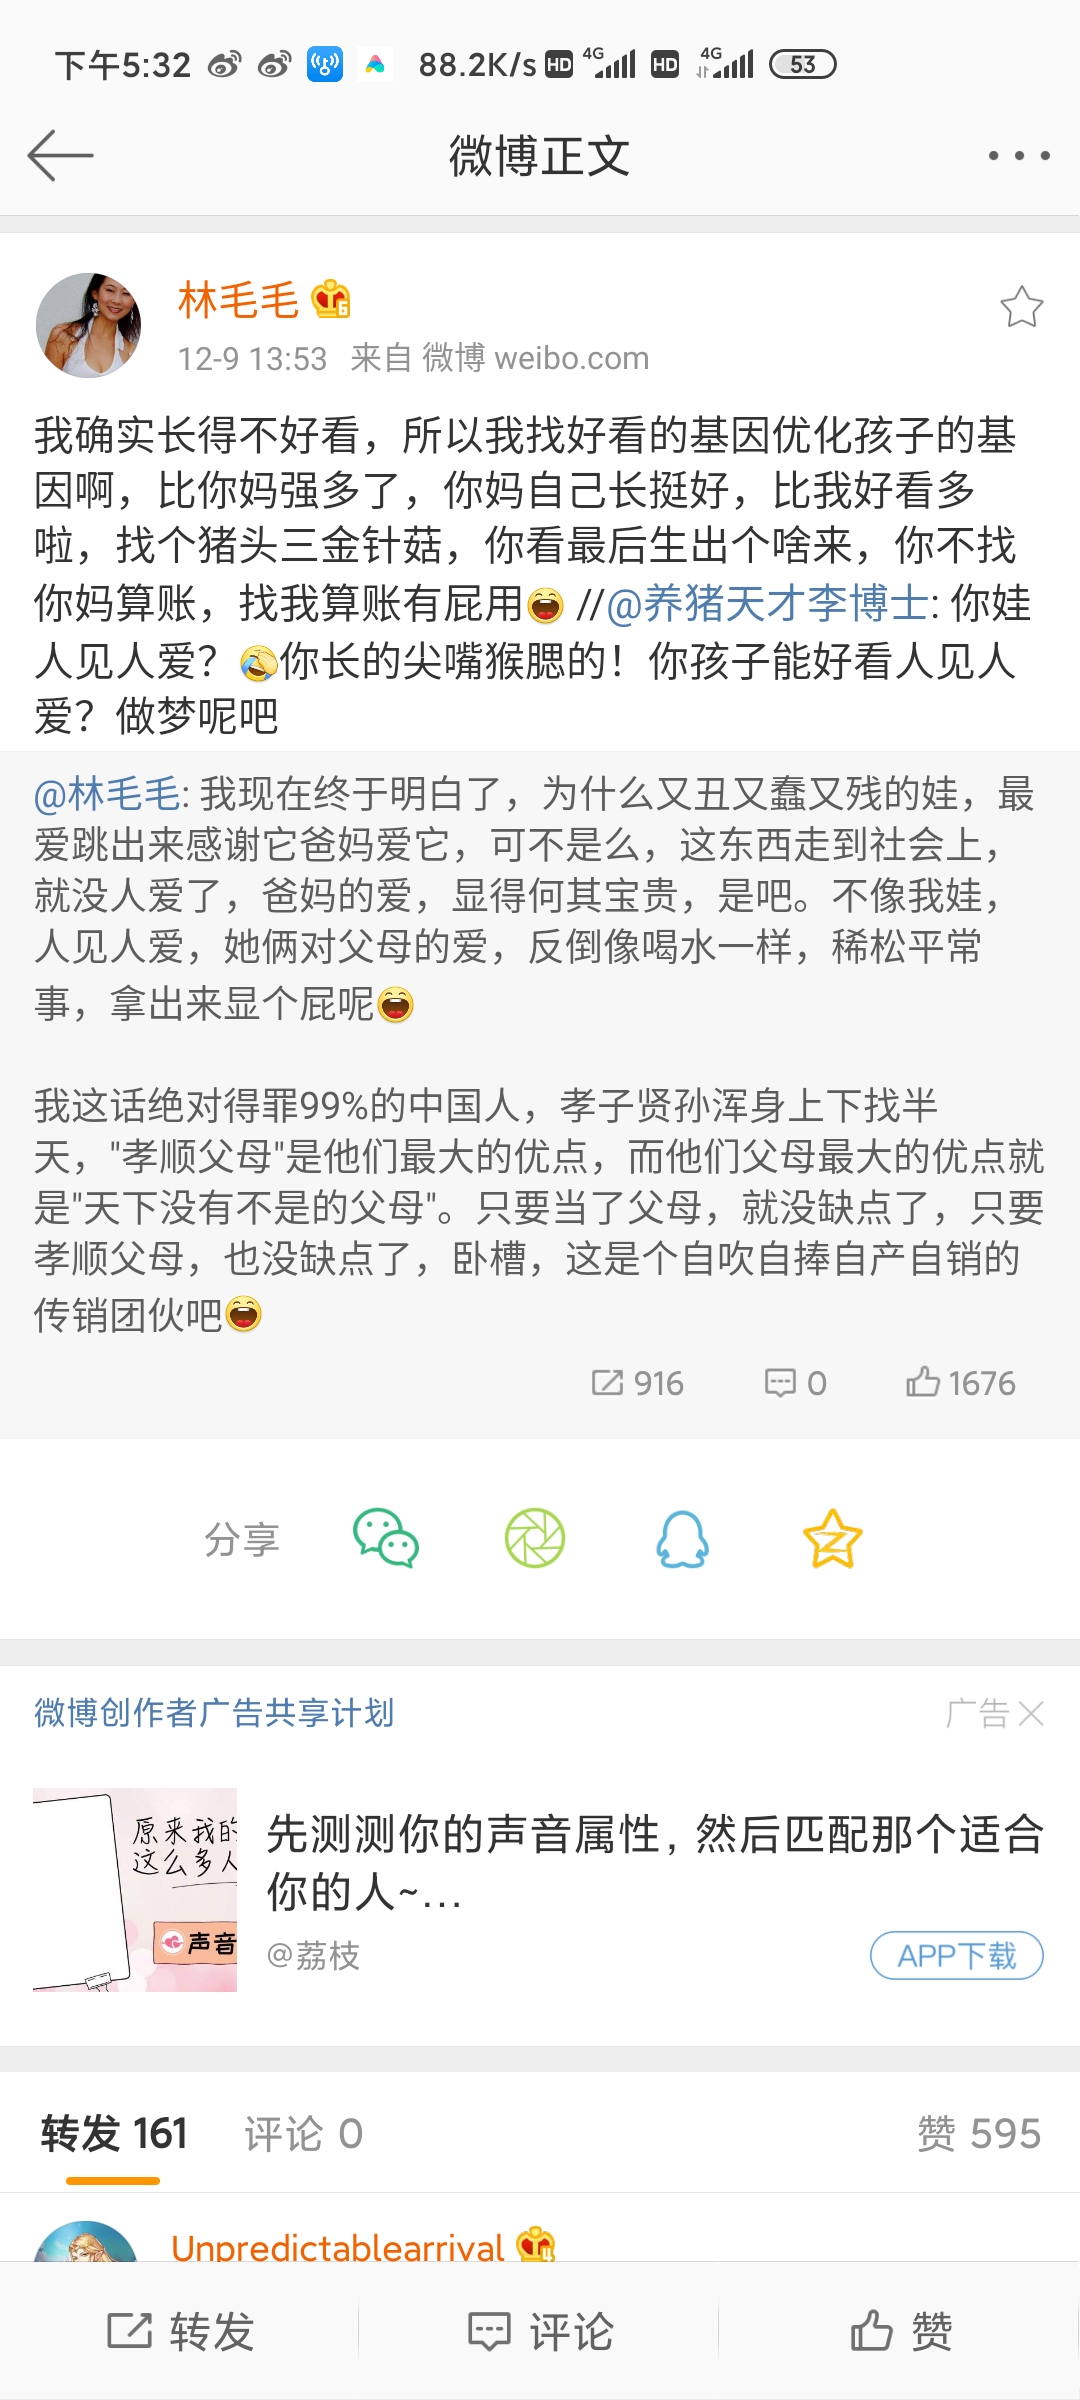 下午5:32 88.2K/s HD 4G HD 4G 53
微博正文
林毛毛 6
12-9 13:53 来自 微博 weibo.com
我确实长得不好看，所以我找好看的基因优化孩子的基
因啊，比你妈强多了，你妈自己长挺好，比我好看多
啦，找个猪头三金针菇，你看最后生出个啥来，你不找
你妈算账，找我算账有屁用 //@养猪天才李博士: 你娃
人见人爱？你长的尖嘴猴腮的！你孩子能好看人见人
爱？做梦呢吧
@林毛毛: 我现在终于明白了，为什么又丑又蠢又残的娃，最
爱跳出来感谢它爸妈爱它，可不是么，这东西走到社会上，
就没人爱了，爸妈的爱，显得何其宝贵，是吧。不像我娃，
人见人爱，她俩对父母的爱，反倒像喝水一样，稀松平常
事，拿出来显个屁呢
我这话绝对得罪99%的中国人，孝子贤孙浑身上下找半
天，"孝顺父母"是他们最大的优点，而他们父母最大的优点就
是"天下没有不是的父母"。只要当了父母，就没缺点了，只要
孝顺父母，也没缺点了，卧槽，这是个自吹自捧自产自销的
传销团伙吧
916 0 1676
分享
微博创作者广告共享计划 广告
原来我的
这么多人
声音
先测测你的声音属性，然后匹配那个适合
你的人~...
@荔枝 APP下载
转发 161 评论 0 赞 595
Unpredictablearrival 4
转发 评论 赞